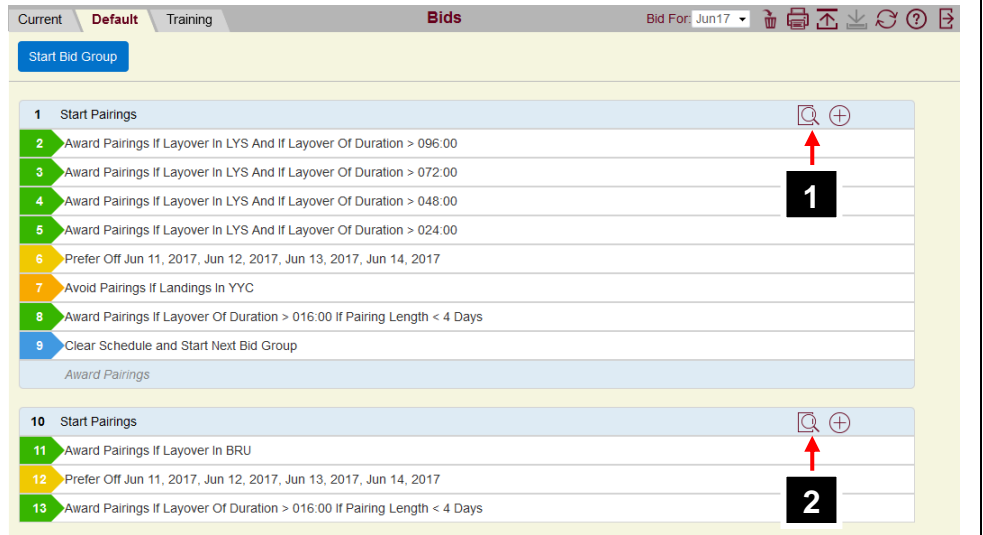 Current Default Training Bids Bid For: Jun17
Start Bid Group
1 Start Pairings
2 Award Pairings If Layover In LYS And If Layover Of Duration > 096:00
3 Award Pairings If Layover In LYS And If Layover Of Duration > 072:00
1
4 Award Pairings If Layover In LYS And If Layover Of Duration > 048:00
5 Award Pairings If Layover In LYS And If Layover Of Duration > 024:00
6 Prefer Off Jun 11, 2017, Jun 12, 2017, Jun 13, 2017, Jun 14, 2017
7 Avoid Pairings If Landings In YYC
8 Award Pairings If Layover Of Duration > 016:00 If Pairing Length < 4 Days
9 Clear Schedule and Start Next Bid Group
Award Pairings
10 Start Pairings
11 Award Pairings If Layover In BRU
12 Prefer Off Jun 11, 2017, Jun 12, 2017, Jun 13, 2017, Jun 14, 2017
2
13 Award Pairings If Layover Of Duration > 016:00 If Pairing Length < 4 Days